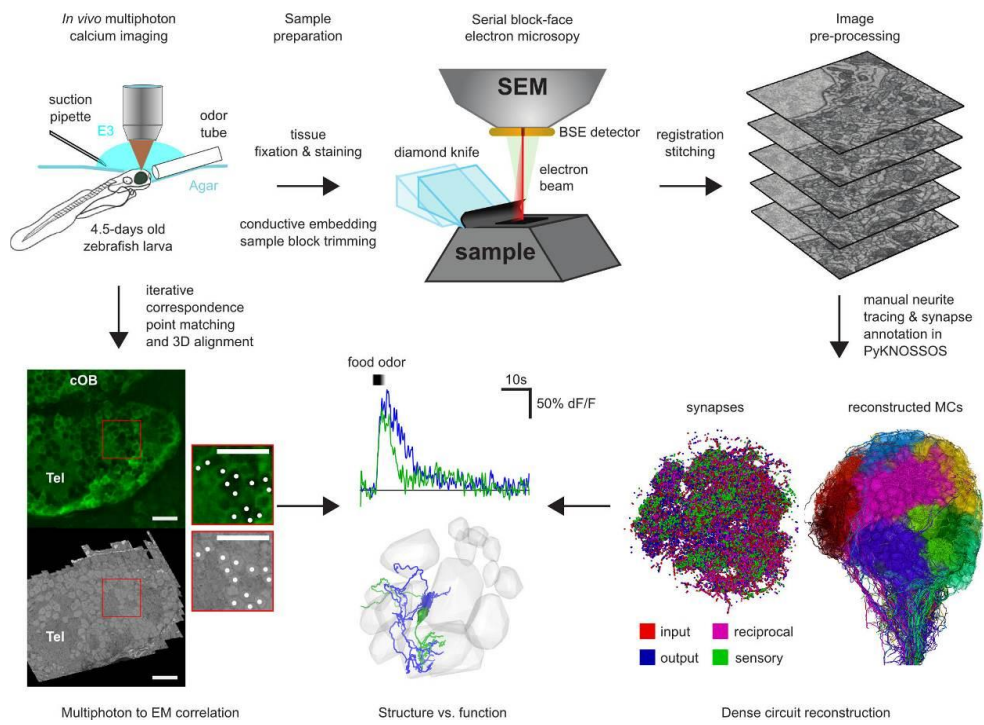 In vivo multiphoton
calcium imaging
Sample
preparation
Serial block-face
electron microsopy
Image
pre-processing
suction
pipette
E3
odor
tube
Agar
4.5-days old
zebrafish larva
tissue
fixation & staining
conductive embedding
sample block trimming
SEM
BSE detector
diamond knife
electron
beam
sample
registration
stitching
iterative
correspondence
point matching
and 3D alignment
manual neurite
tracing & synapse
annotation in
PyKNOSSOS
cOB
Tel
Tel
food odor
10s
50% dF/F
synapses
reconstructed MCs
input
reciprocal
output
sensory
Multiphoton to EM correlation
Structure vs. function
Dense circuit reconstruction